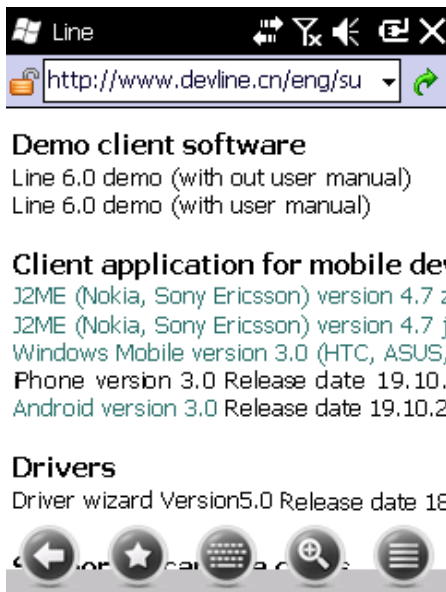 Line
http://www.devline.cn/eng/su
Demo client software
Line 6.0 demo (with out user manual)
Line 6.0 demo (with user manual)
Client application for mobile de
J2ME (Nokia, Sony Ericsson) version 4.7 z
J2ME (Nokia, Sony Ericsson) version 4.7 j
Windows Mobile version 3.0 (HTC, ASUS,
iPhone version 3.0 Release date 19.10.
Android version 3.0 Release date 19.10.2
Drivers
Driver wizard Version5.0 Release date 18